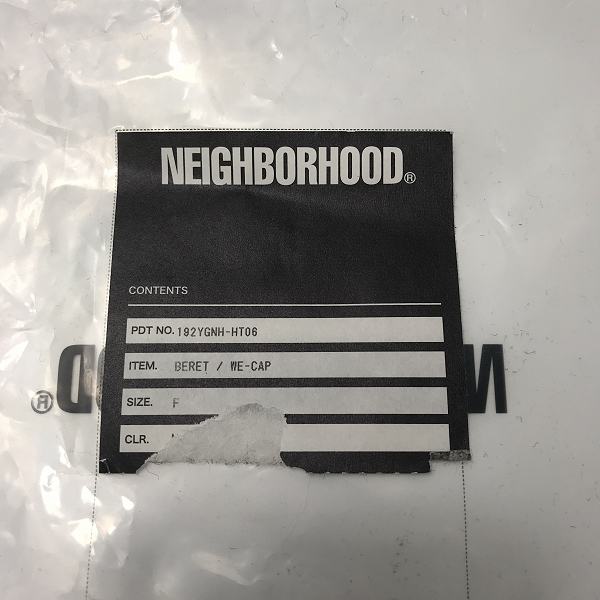 NEIGHBORHOOD®
CONTENTS
PDT NO. 192YGNH-HT06
ITEM. BERET / WE-CAP
SIZE. F
CLR.